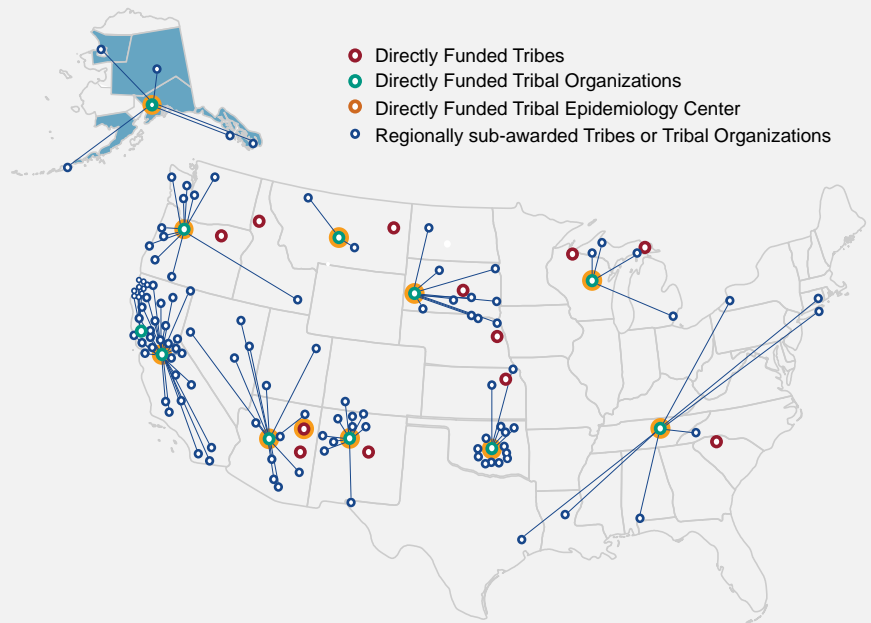 Directly Funded Tribes
Directly Funded Tribal Organizations
Directly Funded Tribal Epidemiology Center
Regionally sub-awarded Tribes or Tribal Organizations